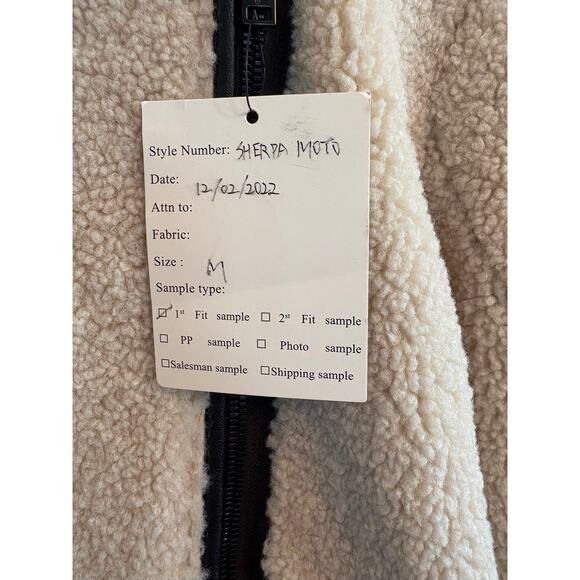 Style Number: SHERPA MOTO
Date: 12/02/2022
Attn to:
Fabric:
Size : M
Sample type:
☑ 1st Fit sample ☐ 2st Fit sample
☐ PP sample ☐ Photo sample
☐Salesman sample ☐Shipping sample